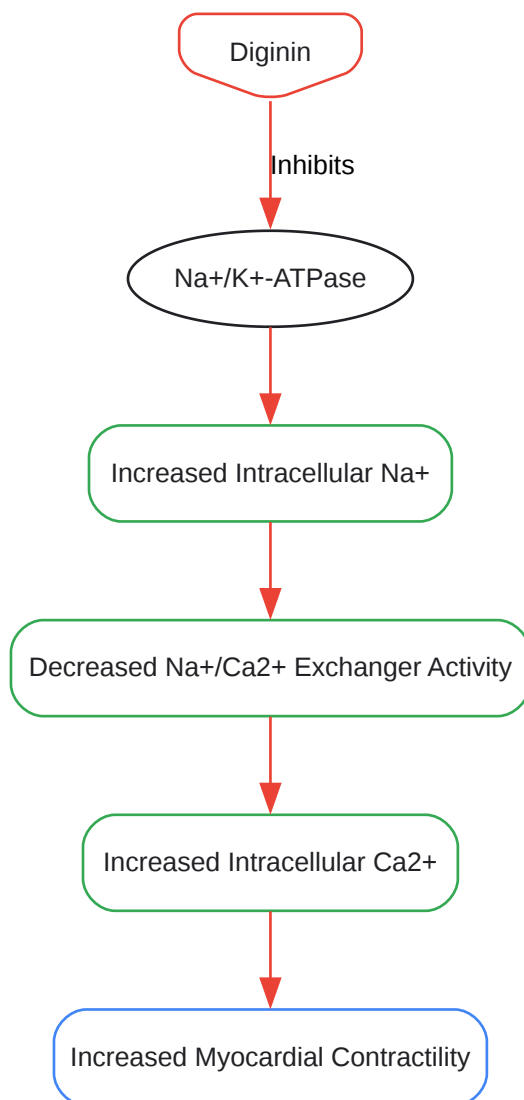 Diginin
Inhibits
Na+/K+-ATPase
Increased Intracellular Na+
Decreased Na+/Ca2+ Exchanger Activity
Increased Intracellular Ca2+
Increased Myocardial Contractility